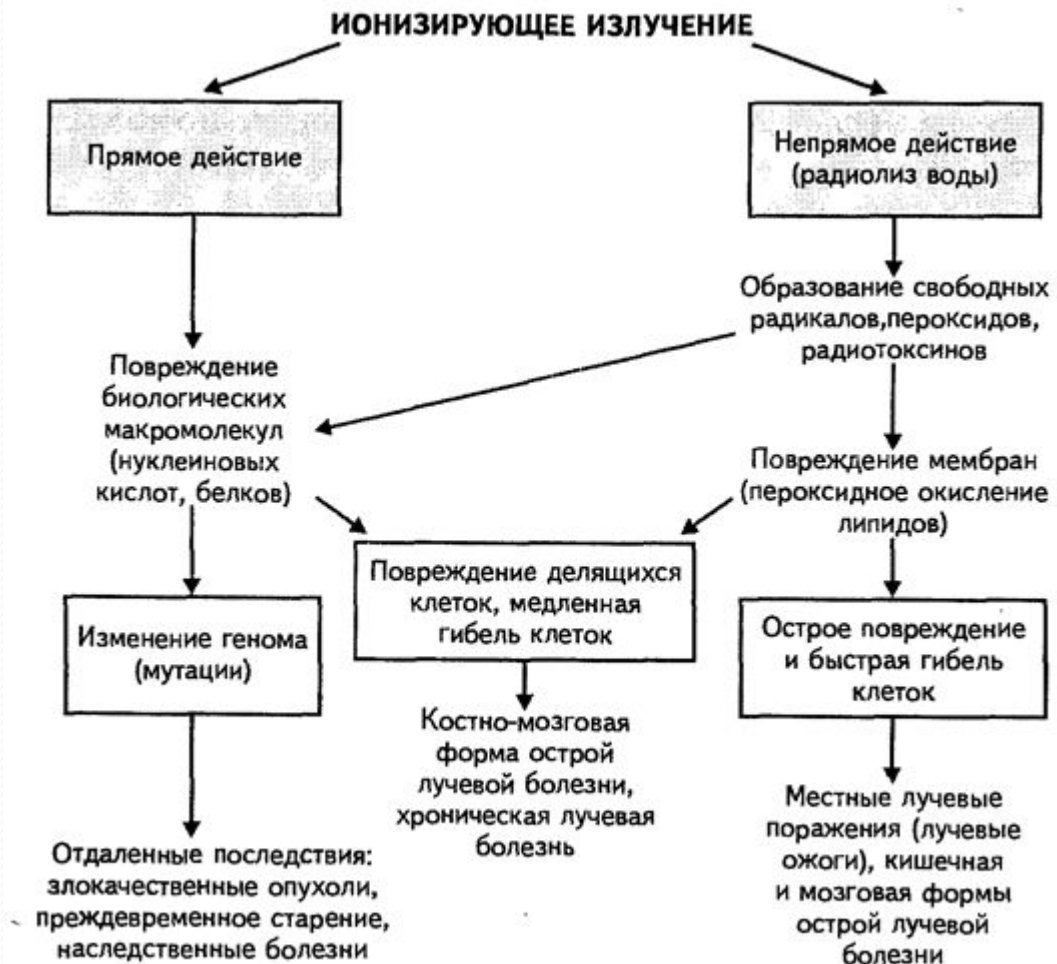 ИОНИЗИРУЮЩЕЕ ИЗЛУЧЕНИЕ
Прямое действие
Непрямое действие
(радиолиз воды)
Образование свободных
радикалов,пероксидов,
радиотоксинов
Повреждение
биологических
макромолекул
(нуклеиновых
кислот, белков)
Повреждение мембран
(пероксидное окисление
липидов)
Повреждение делящихся
клеток, медленная
гибель клеток
Изменение генома
(мутации)
Острое повреждение
и быстрая гибель
клеток
Костно-мозговая
форма острой
лучевой болезни,
хроническая лучевая
болезнь
Отдаленные последствия:
злокачественные опухоли,
преждевременное старение,
наследственные болезни
Местные лучевые
поражения (лучевые
ожоги), кишечная
и мозговая формы
острой лучевой
болезни